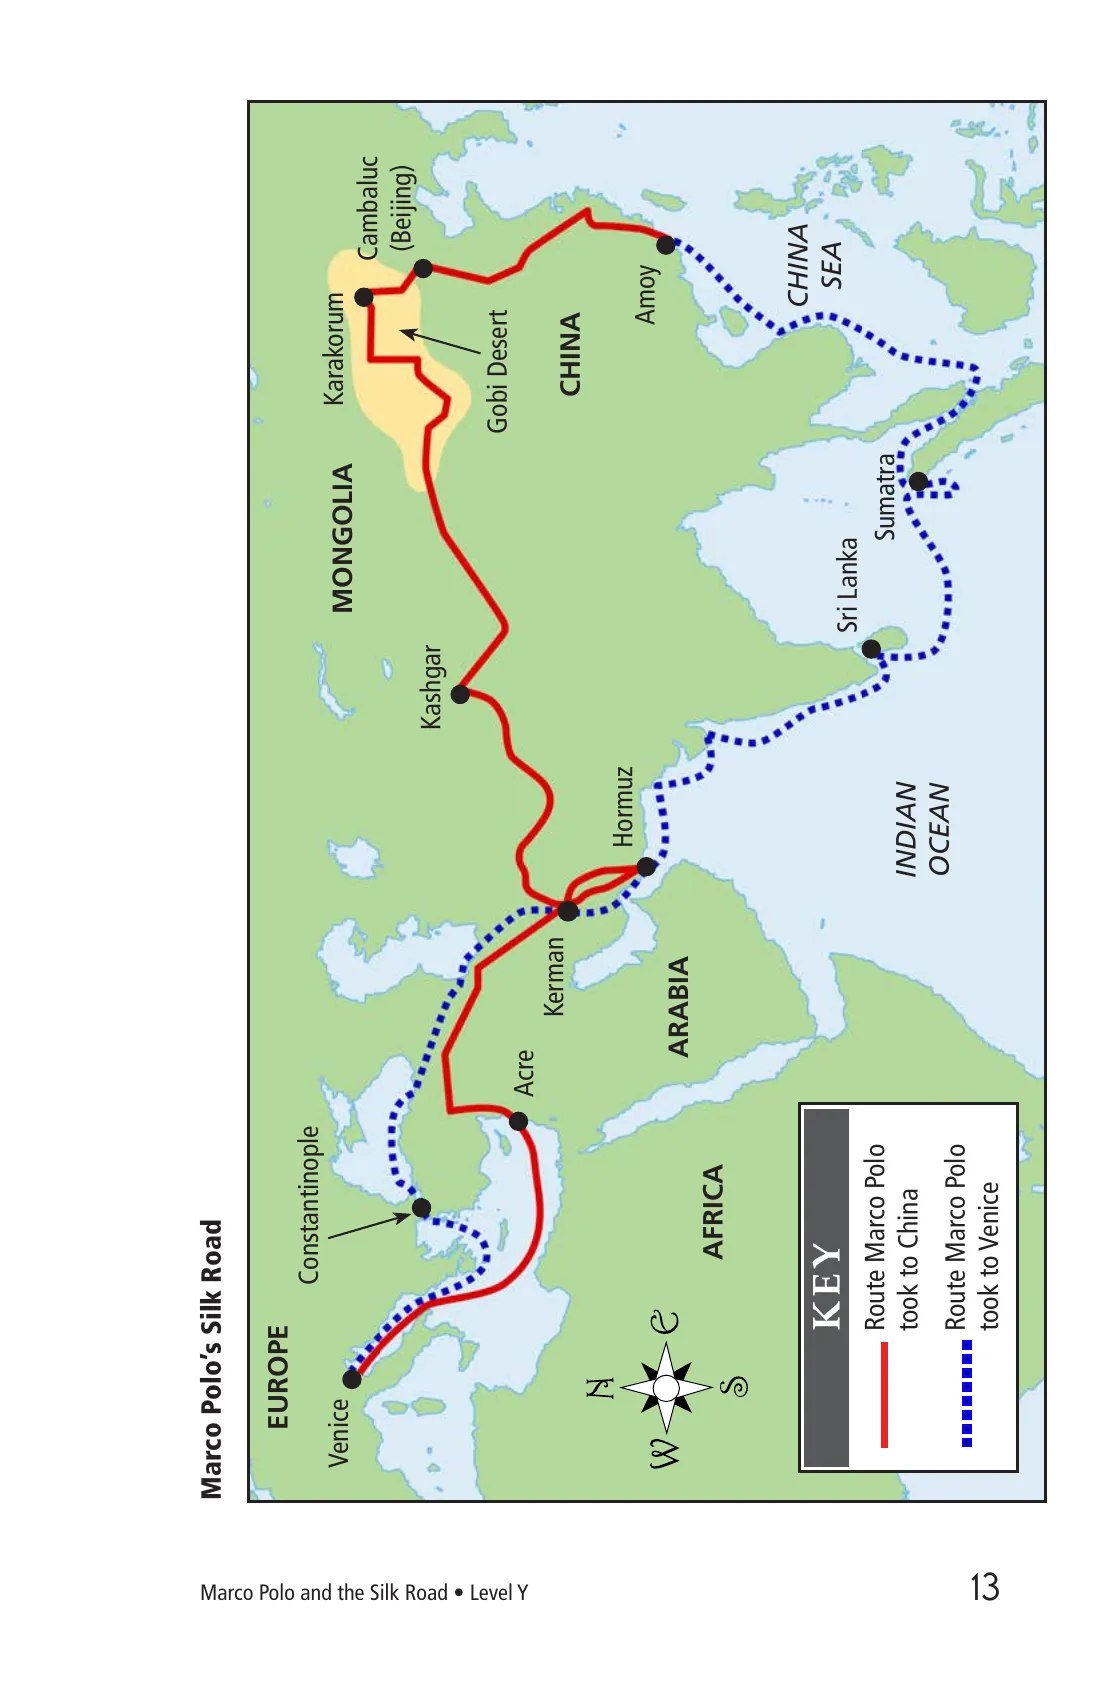 Marco Polo's Silk Road
EUROPE
Venice
Constantinople
Acre
AFRICA
ARABIA
Kerman
Hormuz
Kashgar
MONGOLIA
Karakorum
Cambaluc
(Beijing)
Gobi Desert
CHINA
Amoy
CHINA
SEA
Sumatra
Sri Lanka
INDIAN
OCEAN
N
W
E
S
KEY
Route Marco Polo
took to China
Route Marco Polo
took to Venice
Marco Polo and the Silk Road • Level Y
13